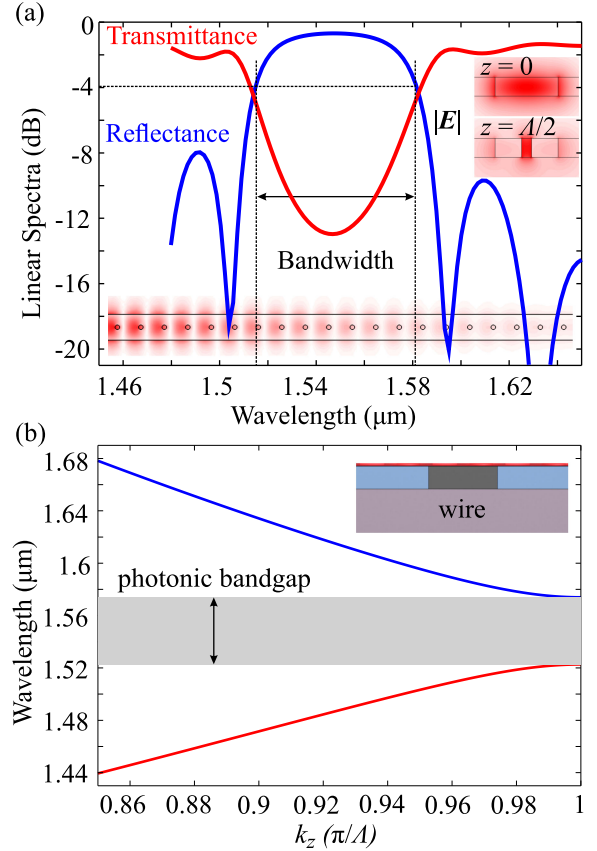 (a)
0
-4
-8
-12
-16
-20
Linear Spectra (dB)
Transmittance
Reflectance
|E|
z = 0
z = Λ/2
Bandwidth
1.46
1.5
1.54
1.58
1.62
Wavelength (μm)
(b)
1.68
1.64
1.6
1.56
1.52
1.48
1.44
Wavelength (μm)
photonic bandgap
wire
0.86
0.88
0.9
0.92
0.94
0.96
0.98
1
k_z (π/Λ)